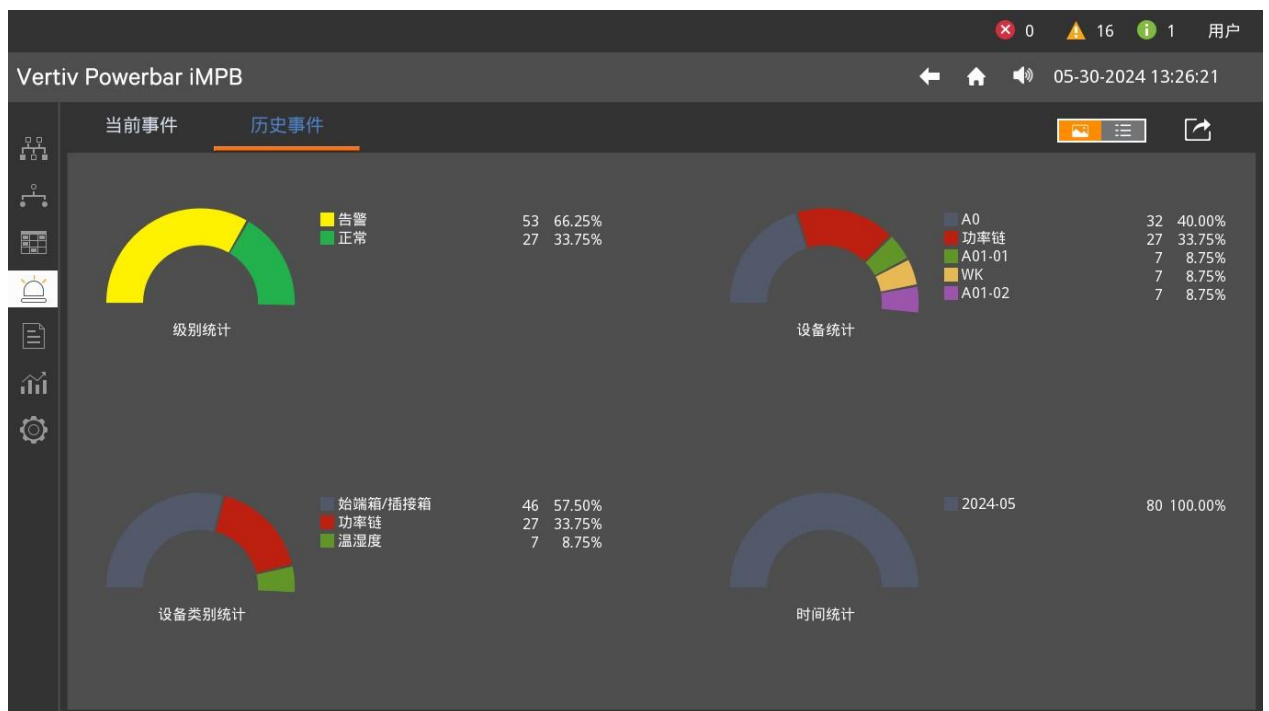 0 16 1 用户
Vertiv Powerbar iMPB 05-30-2024 13:26:21
当前事件 历史事件
告警 53 66.25%
正常 27 33.75%
级别统计
A0 32 40.00%
功率链 27 33.75%
A01-01 7 8.75%
WK 7 8.75%
A01-02 7 8.75%
设备统计
始端箱/插接箱 46 57.50%
功率链 27 33.75%
温湿度 7 8.75%
设备类别统计
2024-05 80 100.00%
时间统计